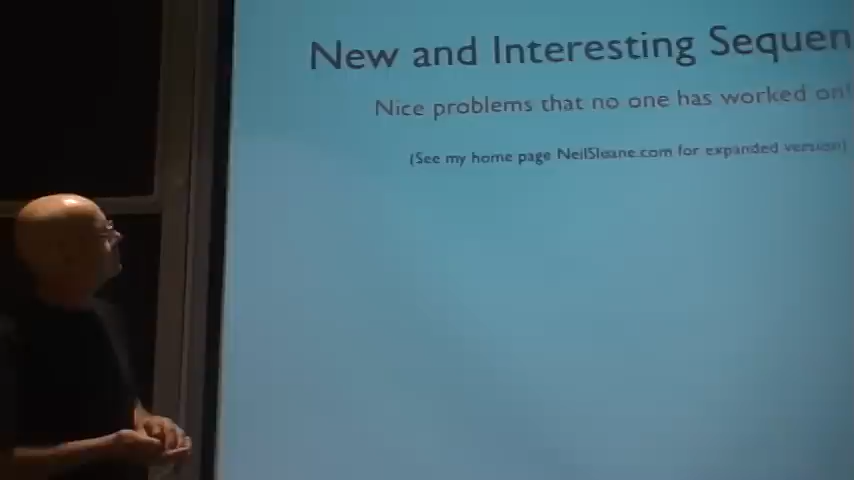 New and Interesting Sequen
Nice problems that no one has worked on!
(See my home page NeilSloane.com for expanded version)